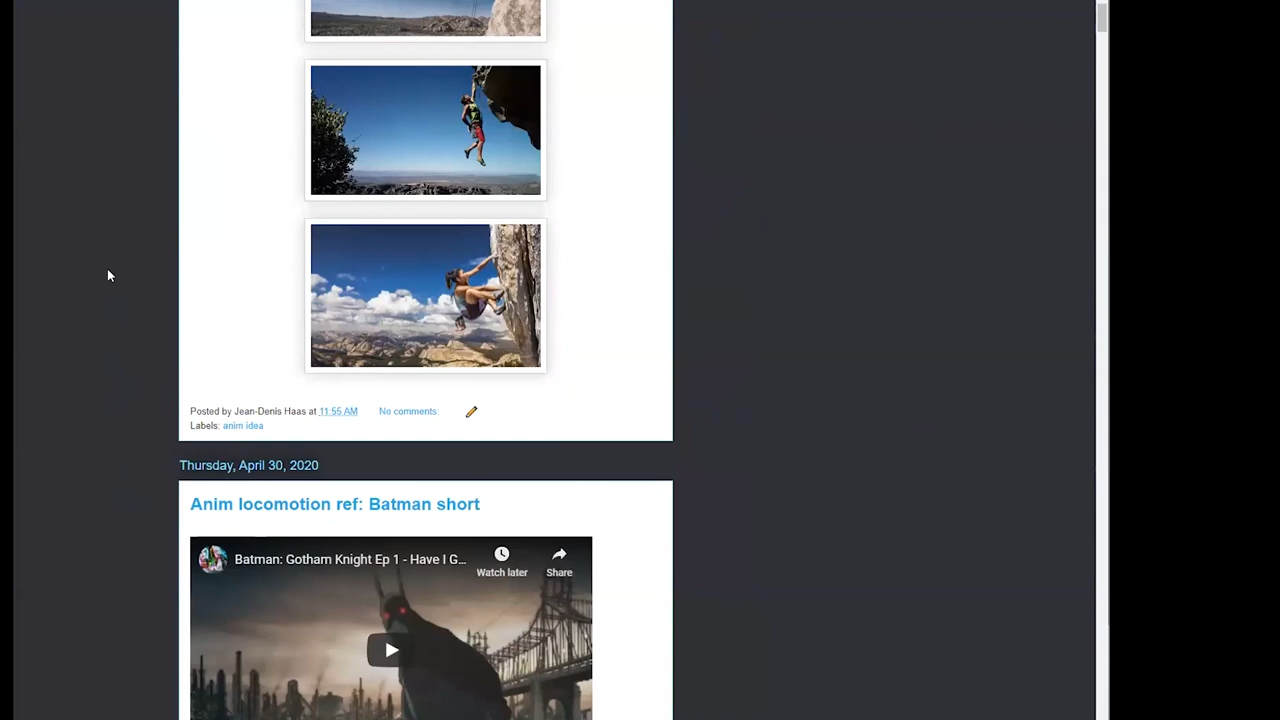 Posted by Jean-Denis Haas at 11:55 AM No comments:
Labels: anim idea
Thursday, April 30, 2020
Anim locomotion ref: Batman short
Batman: Gotham Knight Ep 1 - Have I G...
Watch later
Share